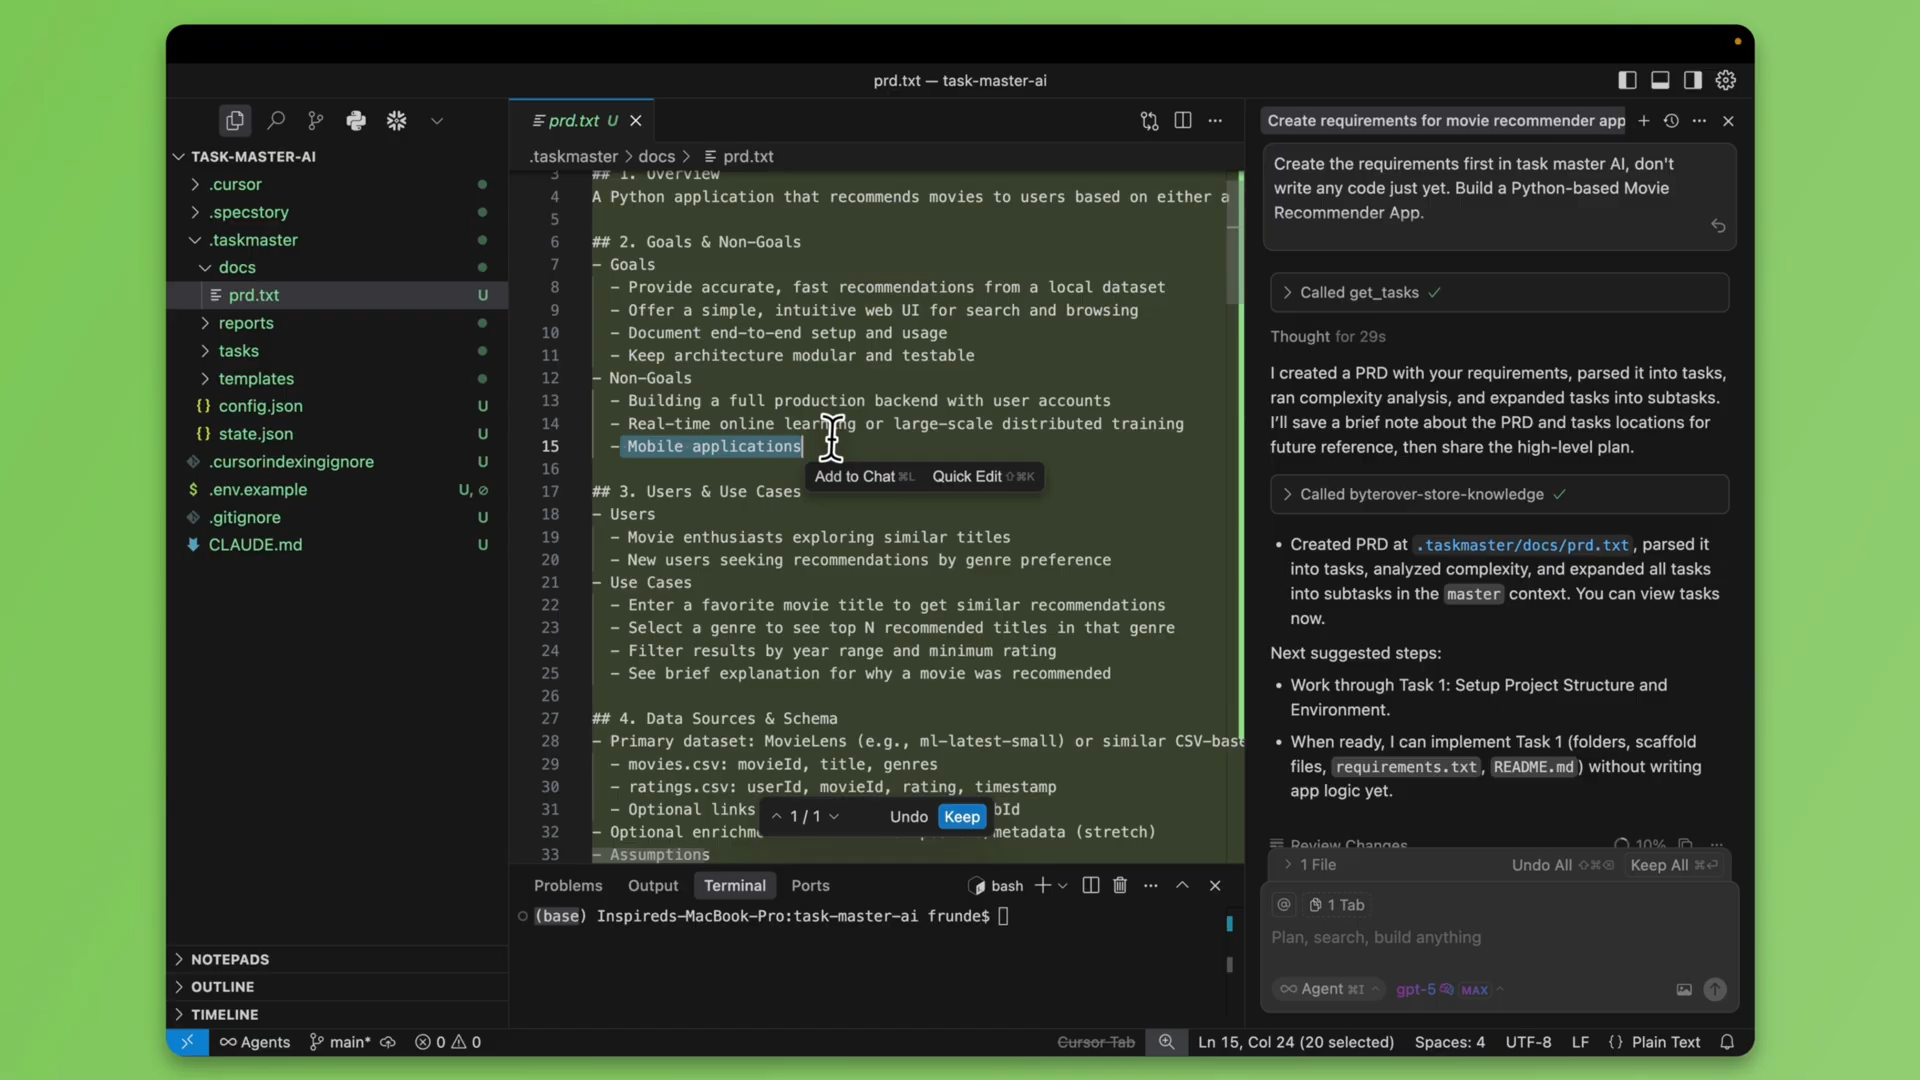 prd.txt — task-master-ai
TASK-MASTER-AI
.cursor
.specstory
.taskmaster
docs
prd.txt U
reports
tasks
templates
{} config.json U
{} state.json U
.cursorindexingignore U
$ .env.example U,
.gitignore U
CLAUDE.md U
NOTEPADS
OUTLINE
TIMELINE
prd.txt U
.taskmaster > docs > prd.txt
3 ## 1. Overview
4 A Python application that recommends movies to users based on either a
5
6 ## 2. Goals & Non-Goals
7 - Goals
8 - Provide accurate, fast recommendations from a local dataset
9 - Offer a simple, intuitive web UI for search and browsing
10 - Document end-to-end setup and usage
11 - Keep architecture modular and testable
12 - Non-Goals
13 - Building a full production backend with user accounts
14 - Real-time online learning or large-scale distributed training
15 - Mobile applications
16
Add to Chat ⌘L Quick Edit ⇧⌘K
17 ## 3. Users & Use Cases
18 - Users
19 - Movie enthusiasts exploring similar titles
20 - New users seeking recommendations by genre preference
21 - Use Cases
22 - Enter a favorite movie title to get similar recommendations
23 - Select a genre to see top N recommended titles in that genre
24 - Filter results by year range and minimum rating
25 - See brief explanation for why a movie was recommended
26
27 ## 4. Data Sources & Schema
28 - Primary dataset: MovieLens (e.g., ml-latest-small) or similar CSV-base
29 - movies.csv: movieId, title, genres
30 - ratings.csv: userId, movieId, rating, timestamp
31 - Optional links bId
32 - Optional enrichm metadata (stretch)
33 - Assumptions
1 / 1 Undo Keep
Problems Output Terminal Ports bash
(base) Inspireds-MacBook-Pro:task-master-ai frunde$
Create requirements for movie recommender app
Create the requirements first in task master AI, don't
write any code just yet. Build a Python-based Movie
Recommender App.
Called get_tasks ✓
Thought for 29s
I created a PRD with your requirements, parsed it into tasks,
ran complexity analysis, and expanded tasks into subtasks.
I'll save a brief note about the PRD and tasks locations for
future reference, then share the high-level plan.
Called byterover-store-knowledge ✓
• Created PRD at .taskmaster/docs/prd.txt, parsed it
into tasks, analyzed complexity, and expanded all tasks
into subtasks in the master context. You can view tasks
now.
Next suggested steps:
• Work through Task 1: Setup Project Structure and
Environment.
• When ready, I can implement Task 1 (folders, scaffold
files, requirements.txt, README.md) without writing
app logic yet.
Review Changes 10%
1 File Undo All ⇧⌘⌫ Keep All ⌘⏎
@ 1 Tab
Plan, search, build anything
∞ Agent ⌘I gpt-5 MAX
∞ Agents main* 0 0 Cursor Tab Ln 15, Col 24 (20 selected) Spaces: 4 UTF-8 LF {} Plain Text